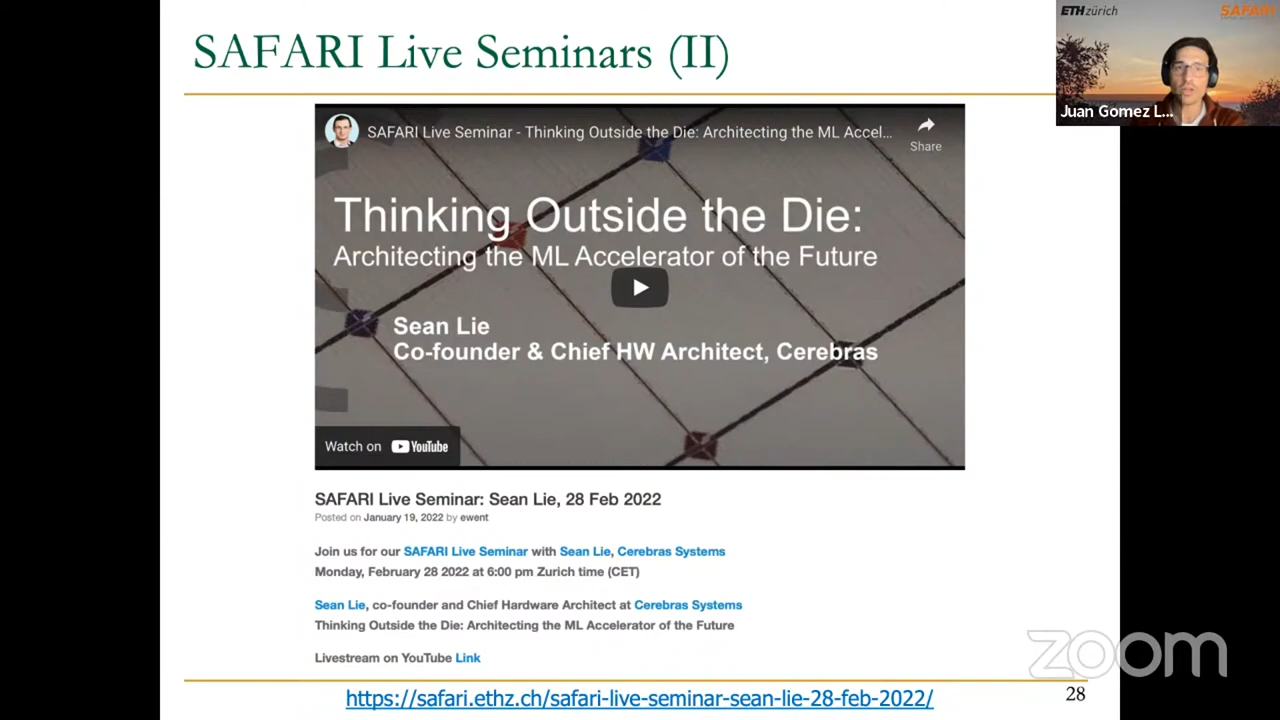 SAFARI Live Seminars (II)
ETH zürich
SAFARI
Juan Gómez L...
SAFARI Live Seminar - Thinking Outside the Die: Architecting the ML Accel...
Share
Thinking Outside the Die:
Architecting the ML Accelerator of the Future
Sean Lie
Co-founder & Chief HW Architect, Cerebras
Watch on YouTube
SAFARI Live Seminar: Sean Lie, 28 Feb 2022
Posted on January 19, 2022 by ewent
Join us for our SAFARI Live Seminar with Sean Lie, Cerebras Systems
Monday, February 28 2022 at 6:00 pm Zurich time (CET)
Sean Lie, co-founder and Chief Hardware Architect at Cerebras Systems
Thinking Outside the Die: Architecting the ML Accelerator of the Future
Livestream on YouTube Link
zoom
https://safari.ethz.ch/safari-live-seminar-sean-lie-28-feb-2022/
28